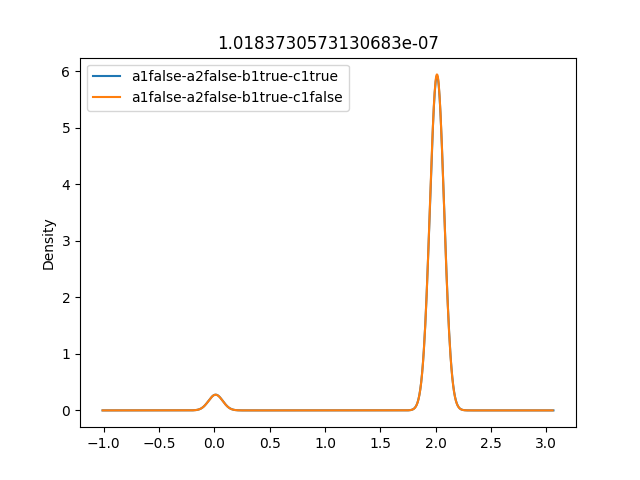 1.0183730573130683e-07
a1false-a2false-b1true-c1true
a1false-a2false-b1true-c1false
Density
6
5
4
3
2
1
0
−1.0 −0.5 0.0 0.5 1.0 1.5 2.0 2.5 3.0